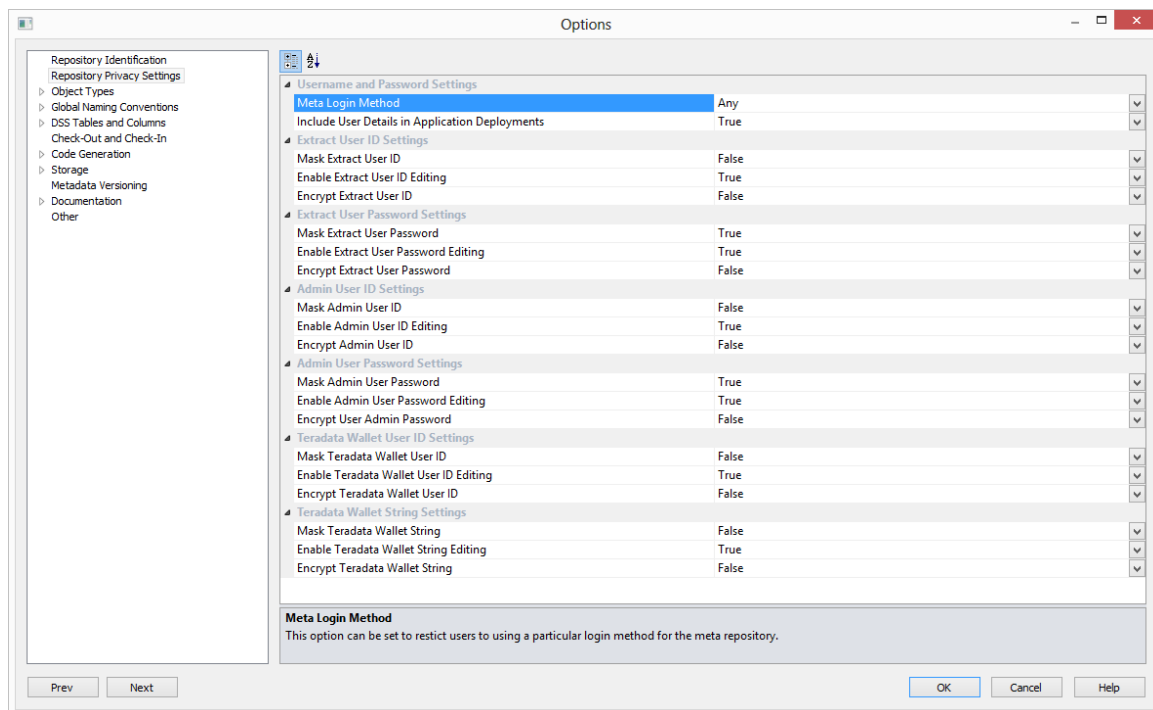 Options
Repository Identification
Repository Privacy Settings
Object Types
Global Naming Conventions
DSS Tables and Columns
Check-Out and Check-In
Code Generation
Storage
Metadata Versioning
Documentation
Other
Username and Password Settings
Meta Login Method Any
Include User Details in Application Deployments True
Extract User ID Settings
Mask Extract User ID False
Enable Extract User ID Editing True
Encrypt Extract User ID False
Extract User Password Settings
Mask Extract User Password True
Enable Extract User Password Editing True
Encrypt Extract User Password False
Admin User ID Settings
Mask Admin User ID False
Enable Admin User ID Editing True
Encrypt Admin User ID False
Admin User Password Settings
Mask Admin User Password True
Enable Admin User Password Editing True
Encrypt User Admin Password False
Teradata Wallet User ID Settings
Mask Teradata Wallet User ID False
Enable Teradata Wallet User ID Editing True
Encrypt Teradata Wallet User ID False
Teradata Wallet String Settings
Mask Teradata Wallet String False
Enable Teradata Wallet String Editing True
Encrypt Teradata Wallet String False
Meta Login Method
This option can be set to restict users to using a particular login method for the meta repository.
Prev Next OK Cancel Help